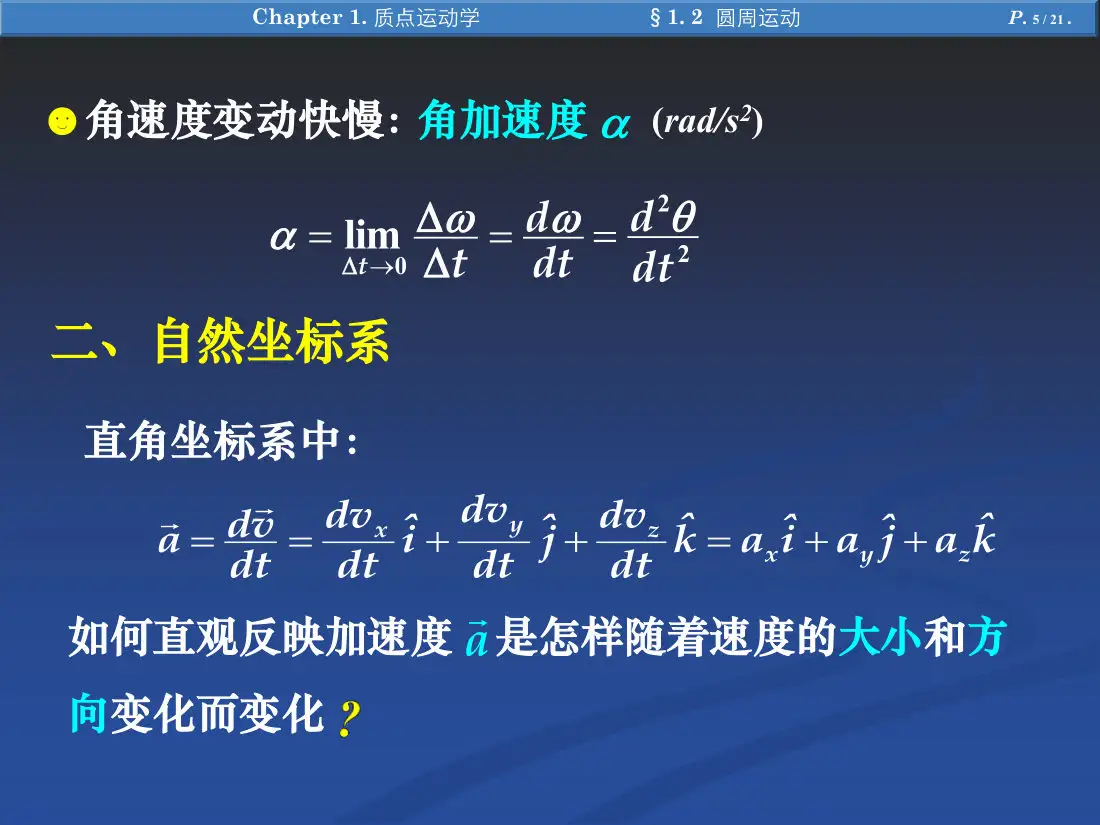 Chapter 1. 质点运动学 § 1. 2 圆周运动 P. 5 / 21 .
角速度变动快慢: 角加速度 α (rad/s²)
α = lim_{Δt→0} Δω/Δt = dω/dt = d²θ/dt²
二、自然坐标系
直角坐标系中:
a⃗ = dv⃗/dt = dv_x/dt î + dv_y/dt ĵ + dv_z/dt k̂ = a_x î + a_y ĵ + a_z k̂
如何直观反映加速度 a⃗ 是怎样随着速度的大小和方
向变化而变化?